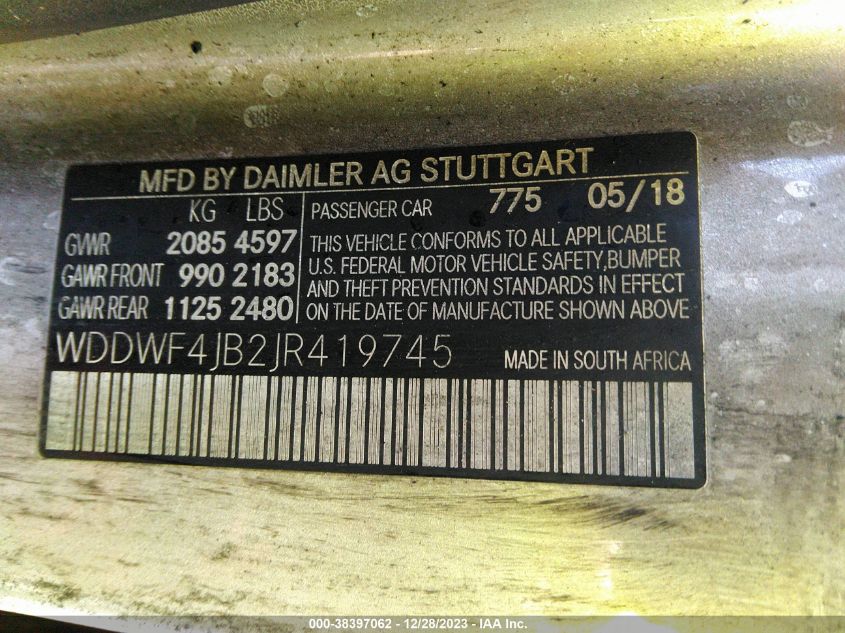 MFD BY DAIMLER AG STUTTGART
KG LBS
GVWR 2085 4597
GAWR FRONT 990 2183
GAWR REAR 1125 2480
PASSENGER CAR 775 05/18
THIS VEHICLE CONFORMS TO ALL APPLICABLE
U.S. FEDERAL MOTOR VEHICLE SAFETY,BUMPER
AND THEFT PREVENTION STANDARDS IN EFFECT
ON THE DATE OF MANUFACTURE SHOWN ABOVE
WDDWF4JB2JR419745 MADE IN SOUTH AFRICA
000-38397062 - 12/28/2023 - IAA Inc.